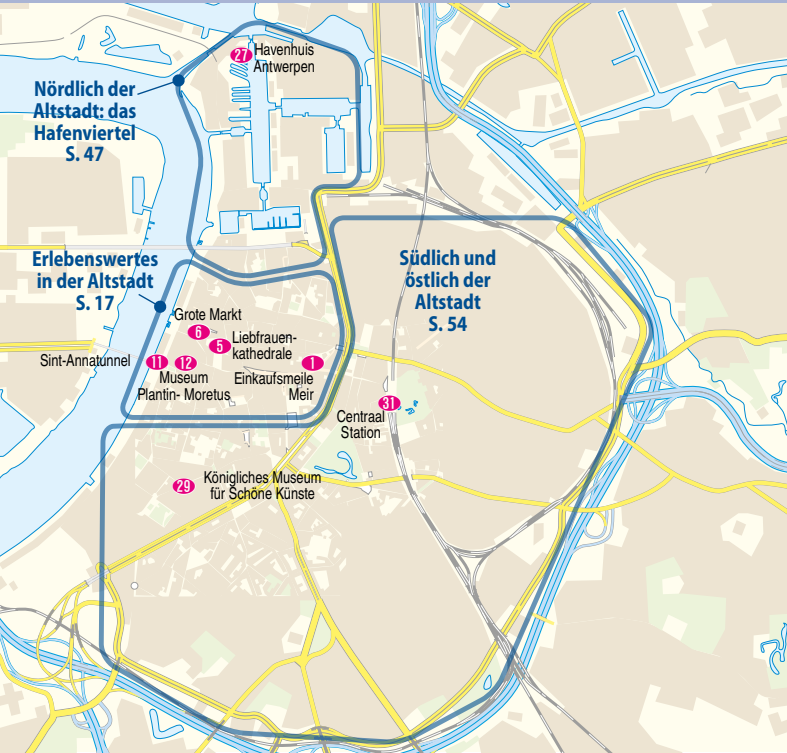 27
Havenhuis
Antwerpen
Nördlich der
Altstadt: das
Hafenviertel
S. 47
Erlebenswertes
in der Altstadt
S. 17
Südlich und
östlich der
Altstadt
S. 54
Grote Markt
6
5
Liebfrauen-
kathedrale
Sint-Annatunnel
11
12
1
Museum
Plantin- Moretus
Einkaufsmeile
Meir
31
Centraal
Station
29
Königliches Museum
für Schöne Künste